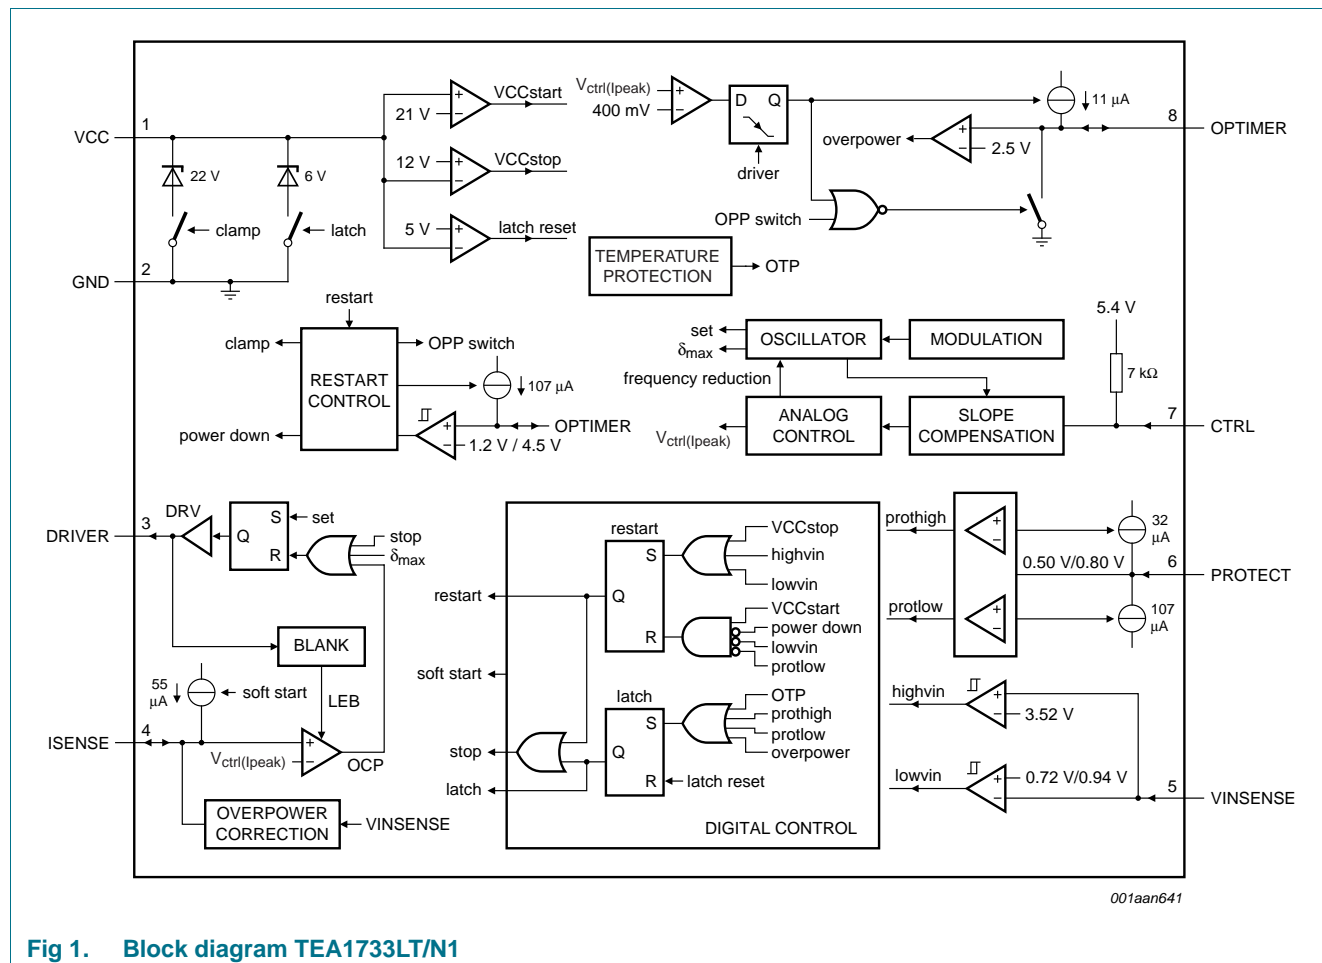 VCC
1
22 V
6 V
clamp
latch
GND
2
21 V
VCCstart
12 V
VCCstop
5 V
latch reset
Vctrl(Ipeak)
400 mV
D Q
driver
11 μA
overpower
2.5 V
8
OPTIMER
OPP switch
TEMPERATURE
PROTECTION
OTP
restart
clamp
OPP switch
RESTART
CONTROL
107 μA
OPTIMER
power down
1.2 V / 4.5 V
set
δmax
OSCILLATOR
MODULATION
frequency reduction
5.4 V
7 kΩ
Vctrl(Ipeak)
ANALOG
CONTROL
SLOPE
COMPENSATION
7
CTRL
DRIVER
3
DRV
Q
S
R
set
stop
δmax
BLANK
LEB
55
μA
soft start
ISENSE
4
Vctrl(Ipeak)
OCP
OVERPOWER
CORRECTION
VINSENSE
restart
S
Q
R
VCCstop
highvin
lowvin
VCCstart
power down
lowvin
protlow
restart
soft start
latch
S
Q
R
OTP
prothigh
protlow
overpower
latch reset
stop
latch
DIGITAL CONTROL
prothigh
32
μA
0.50 V/0.80 V
6
PROTECT
protlow
107
μA
highvin
3.52 V
lowvin
0.72 V/0.94 V
5
VINSENSE
001aan641
Fig 1. Block diagram TEA1733LT/N1